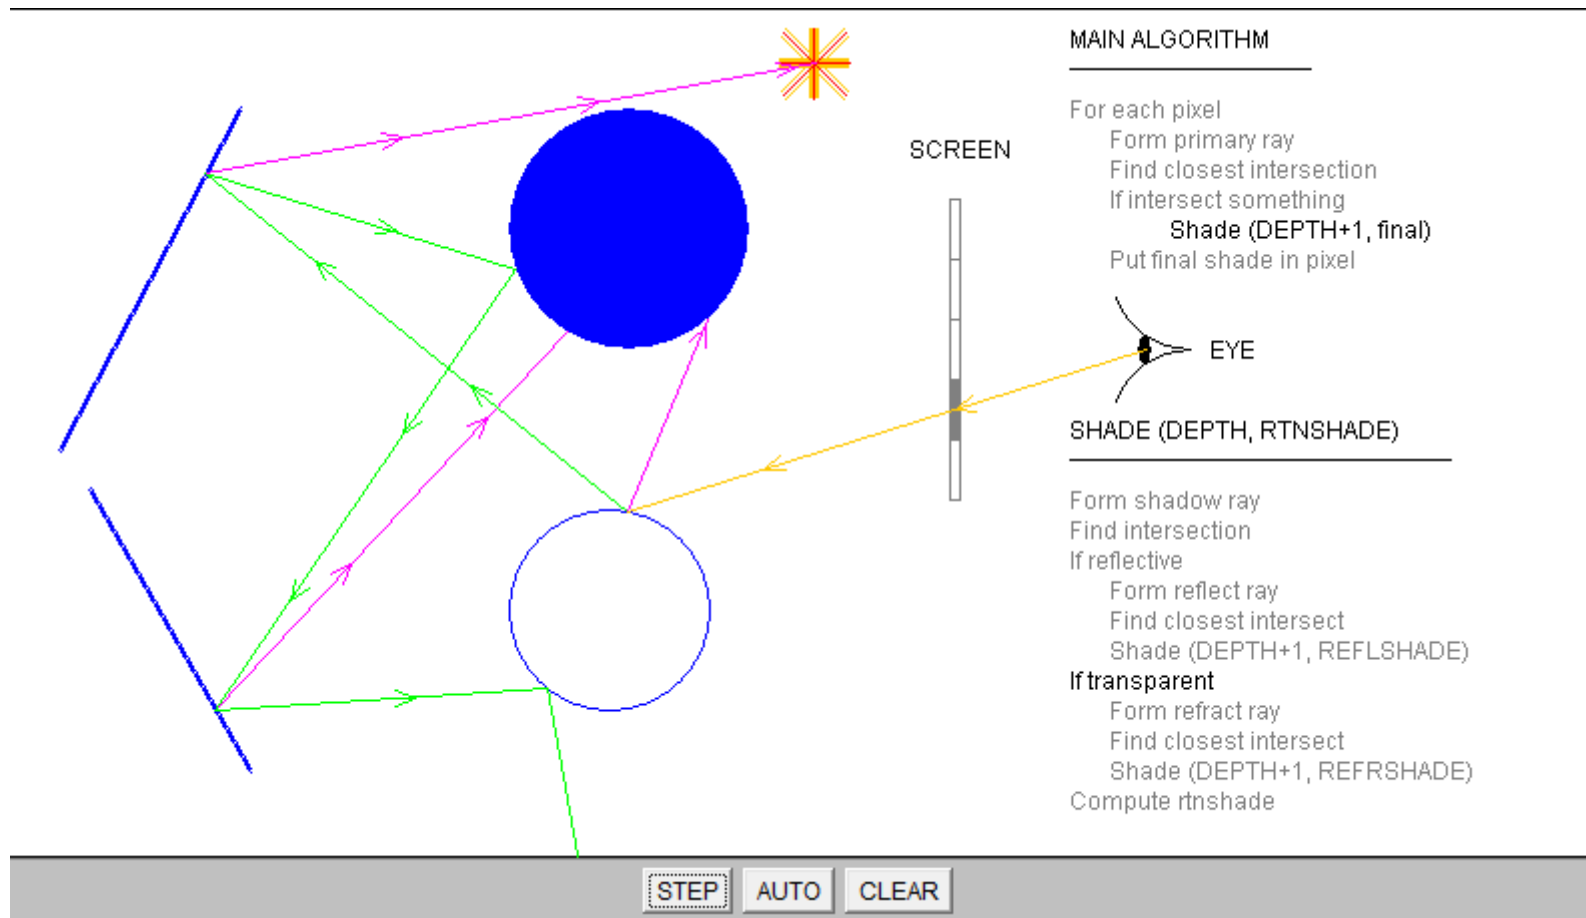 MAIN ALGORITHM
For each pixel
Form primary ray
Find closest intersection
If intersect something
Shade (DEPTH+1, final)
Put final shade in pixel
SCREEN
EYE
SHADE (DEPTH, RTNSHADE)
Form shadow ray
Find intersection
If reflective
Form reflect ray
Find closest intersect
Shade (DEPTH+1, REFLSHADE)
If transparent
Form refract ray
Find closest intersect
Shade (DEPTH+1, REFRSHADE)
Compute rtnshade
STEP
AUTO
CLEAR